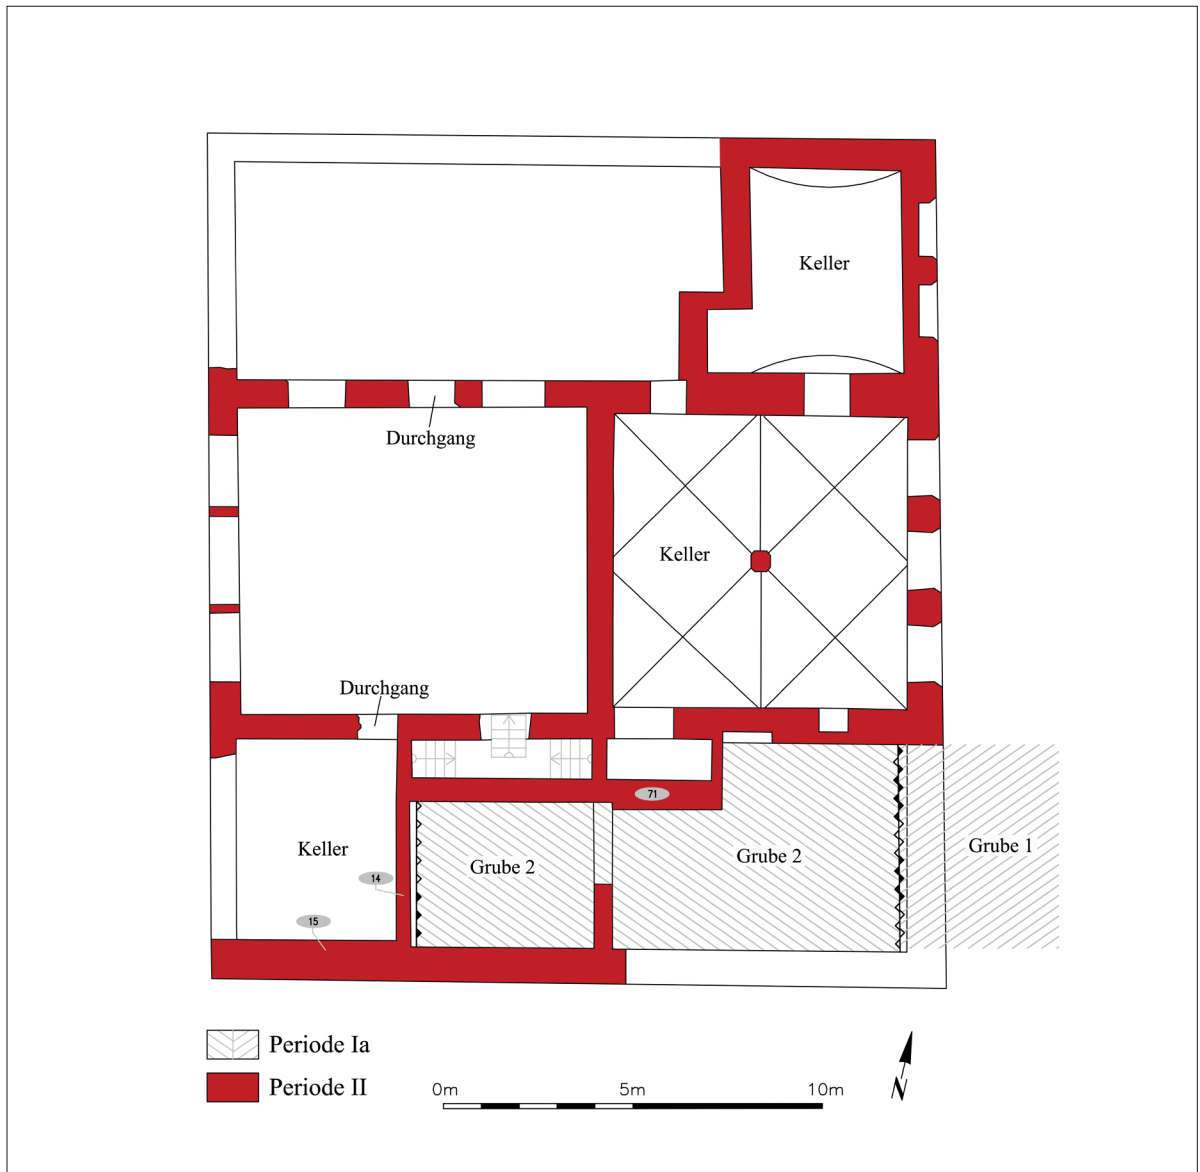 Keller
Durchgang
Keller
Durchgang
71
Keller
Grube 2
Grube 2
Grube 1
14
15
Periode Ia
Periode II
0m 5m 10m
N